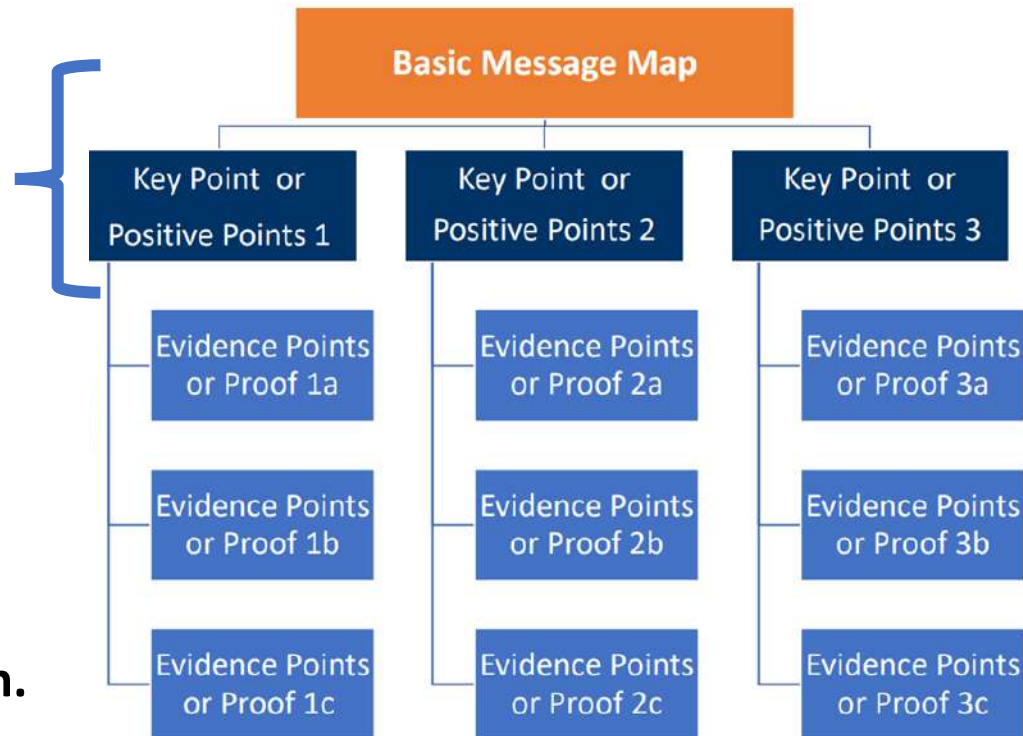 Basic Message Map
Key Point or
Positive Points 1
Key Point or
Positive Points 2
Key Point or
Positive Points 3
Evidence Points
or Proof 1a
Evidence Points
or Proof 2a
Evidence Points
or Proof 3a
Evidence Points
or Proof 1b
Evidence Points
or Proof 2b
Evidence Points
or Proof 3b
Evidence Points
or Proof 1c
Evidence Points
or Proof 2c
Evidence Points
or Proof 3c